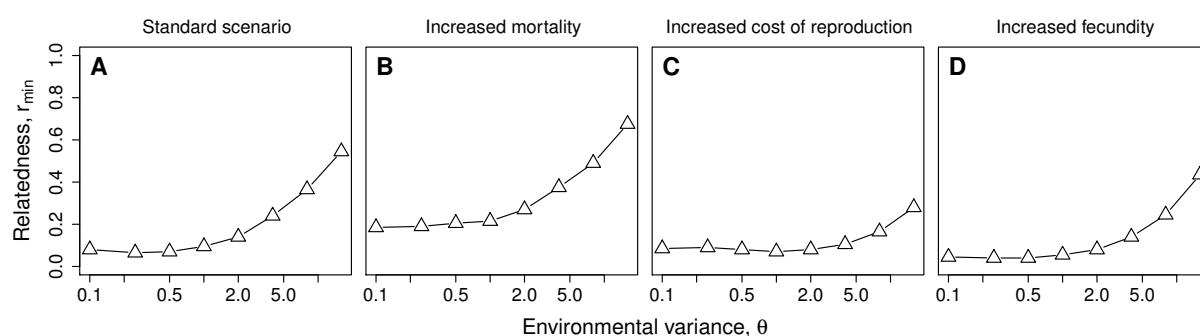 Standard scenario
Increased mortality
Increased cost of reproduction
Increased fecundity
A
B
C
D
Relatedness, r_min
1.0
0.8
0.6
0.4
0.2
0.0
0.1 0.5 2.0 5.0
0.1 0.5 2.0 5.0
0.1 0.5 2.0 5.0
0.1 0.5 2.0 5.0
Environmental variance, θ